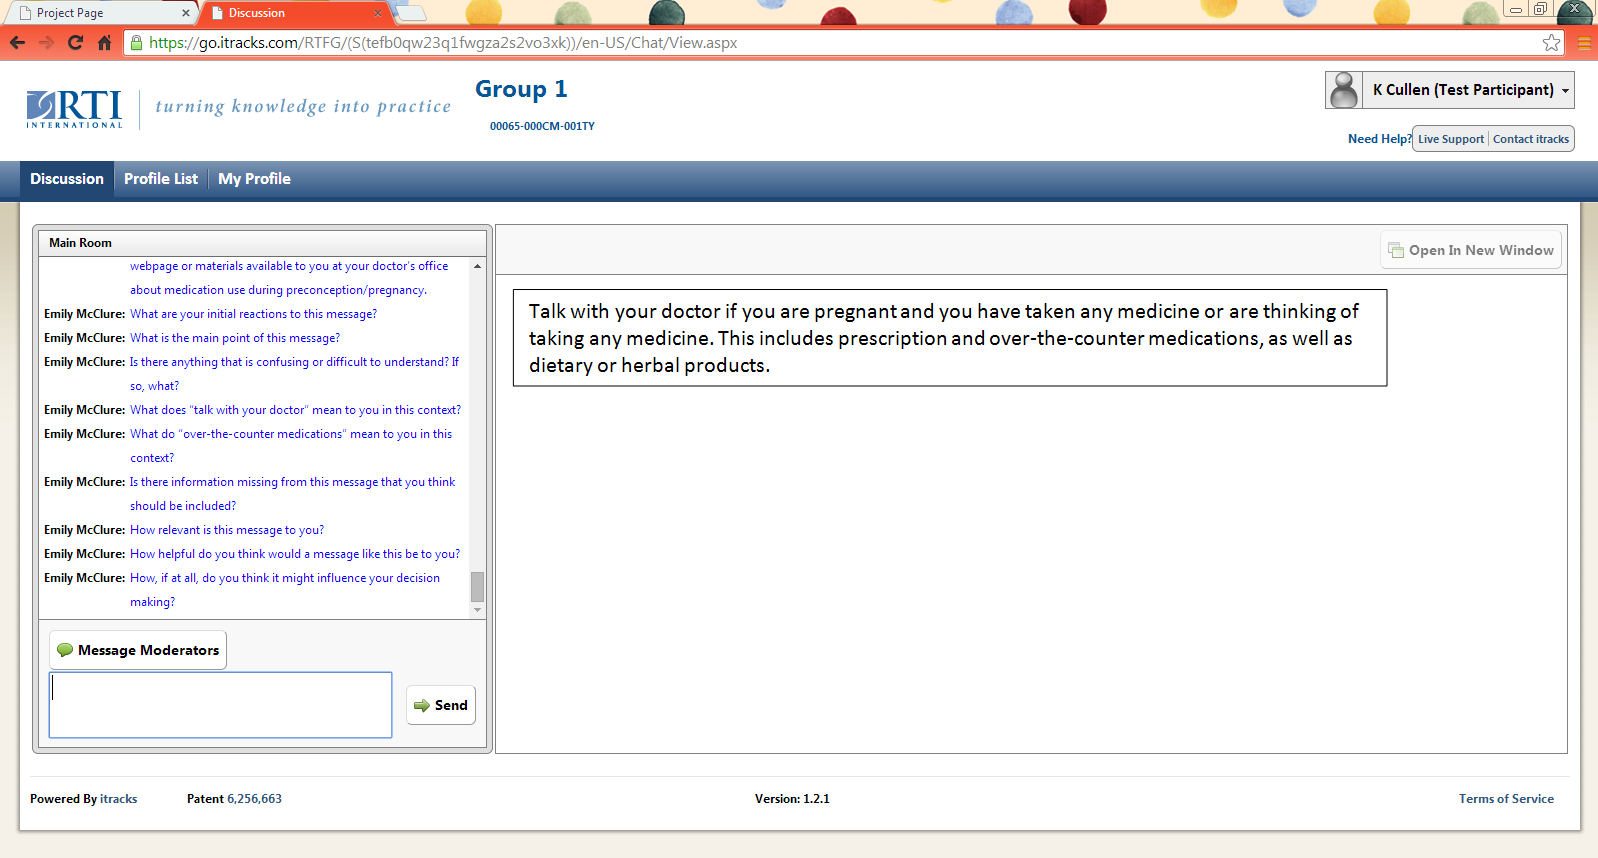 Project Page
Discussion
https://go.itracks.com/RTFG/(S(tefb0qw23q1fwgza2s2vo3xk))/en-US/Chat/View.aspx
RTI
INTERNATIONAL
turning knowledge into practice
Group 1
00065-000CM-001TY
K Cullen (Test Participant)
Need Help? Live Support Contact itracks
Discussion Profile List My Profile
Main Room
webpage or materials available to you at your doctor's office
about medication use during preconception/pregnancy.
Emily McClure: What are your initial reactions to this message?
Emily McClure: What is the main point of this message?
Emily McClure: Is there anything that is confusing or difficult to understand? If
so, what?
Emily McClure: What does “talk with your doctor” mean to you in this context?
Emily McClure: What do “over-the-counter medications” mean to you in this
context?
Emily McClure: Is there information missing from this message that you think
should be included?
Emily McClure: How relevant is this message to you?
Emily McClure: How helpful do you think would a message like this be to you?
Emily McClure: How, if at all, do you think it might influence your decision
making?
Message Moderators
Send
Open In New Window
Talk with your doctor if you are pregnant and you have taken any medicine or are thinking of
taking any medicine. This includes prescription and over-the-counter medications, as well as
dietary or herbal products.
Powered By itracks
Patent 6,256,663
Version: 1.2.1
Terms of Service